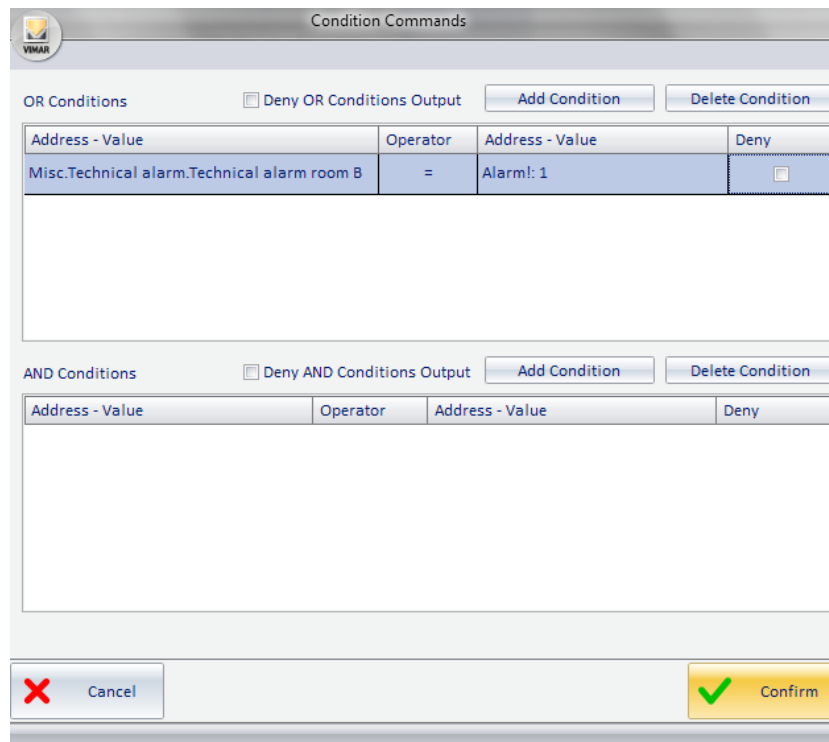 Condition Commands
VIMAR
OR Conditions Deny OR Conditions Output Add Condition Delete Condition
Address - Value Operator Address - Value Deny
Misc.Technical alarm.Technical alarm room B = Alarm!: 1
AND Conditions Deny AND Conditions Output Add Condition Delete Condition
Address - Value Operator Address - Value Deny
Cancel Confirm